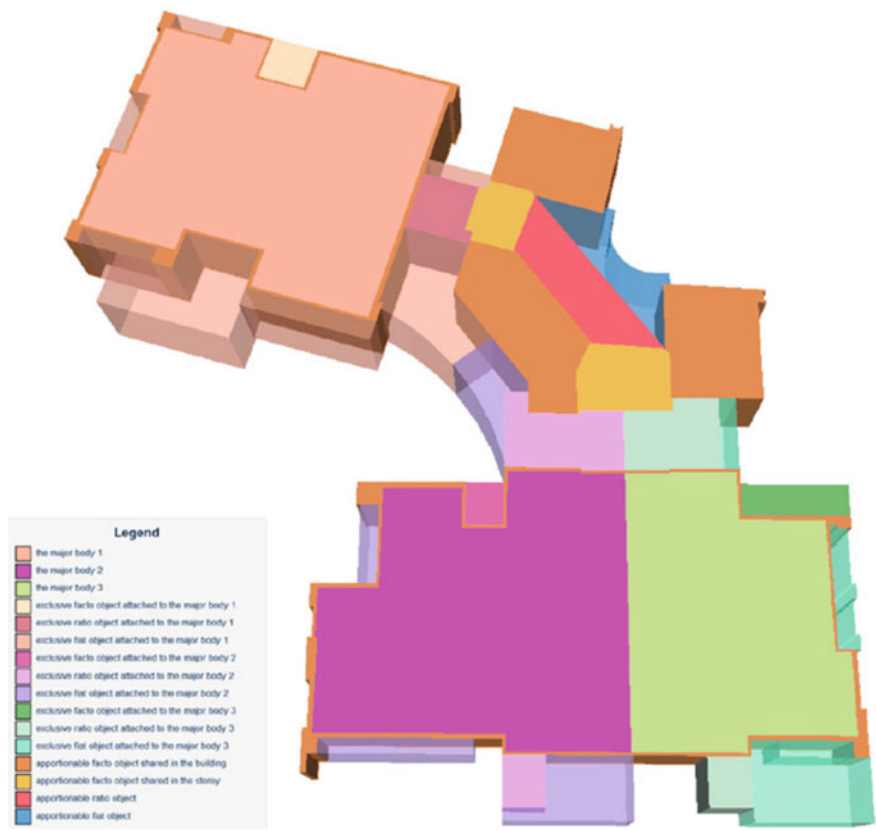 Legend
the major body 1
the major body 2
the major body 3
exclusive facto object attached to the major body 1
exclusive ratio object attached to the major body 1
exclusive fiat object attached to the major body 1
exclusive facto object attached to the major body 2
exclusive ratio object attached to the major body 2
exclusive fiat object attached to the major body 2
exclusive facto object attached to the major body 3
exclusive ratio object attached to the major body 3
exclusive fiat object attached to the major body 3
apportionable facto object shared in the building
apportionable facto object shared in the storey
apportionable ratio object
apportionable fiat object